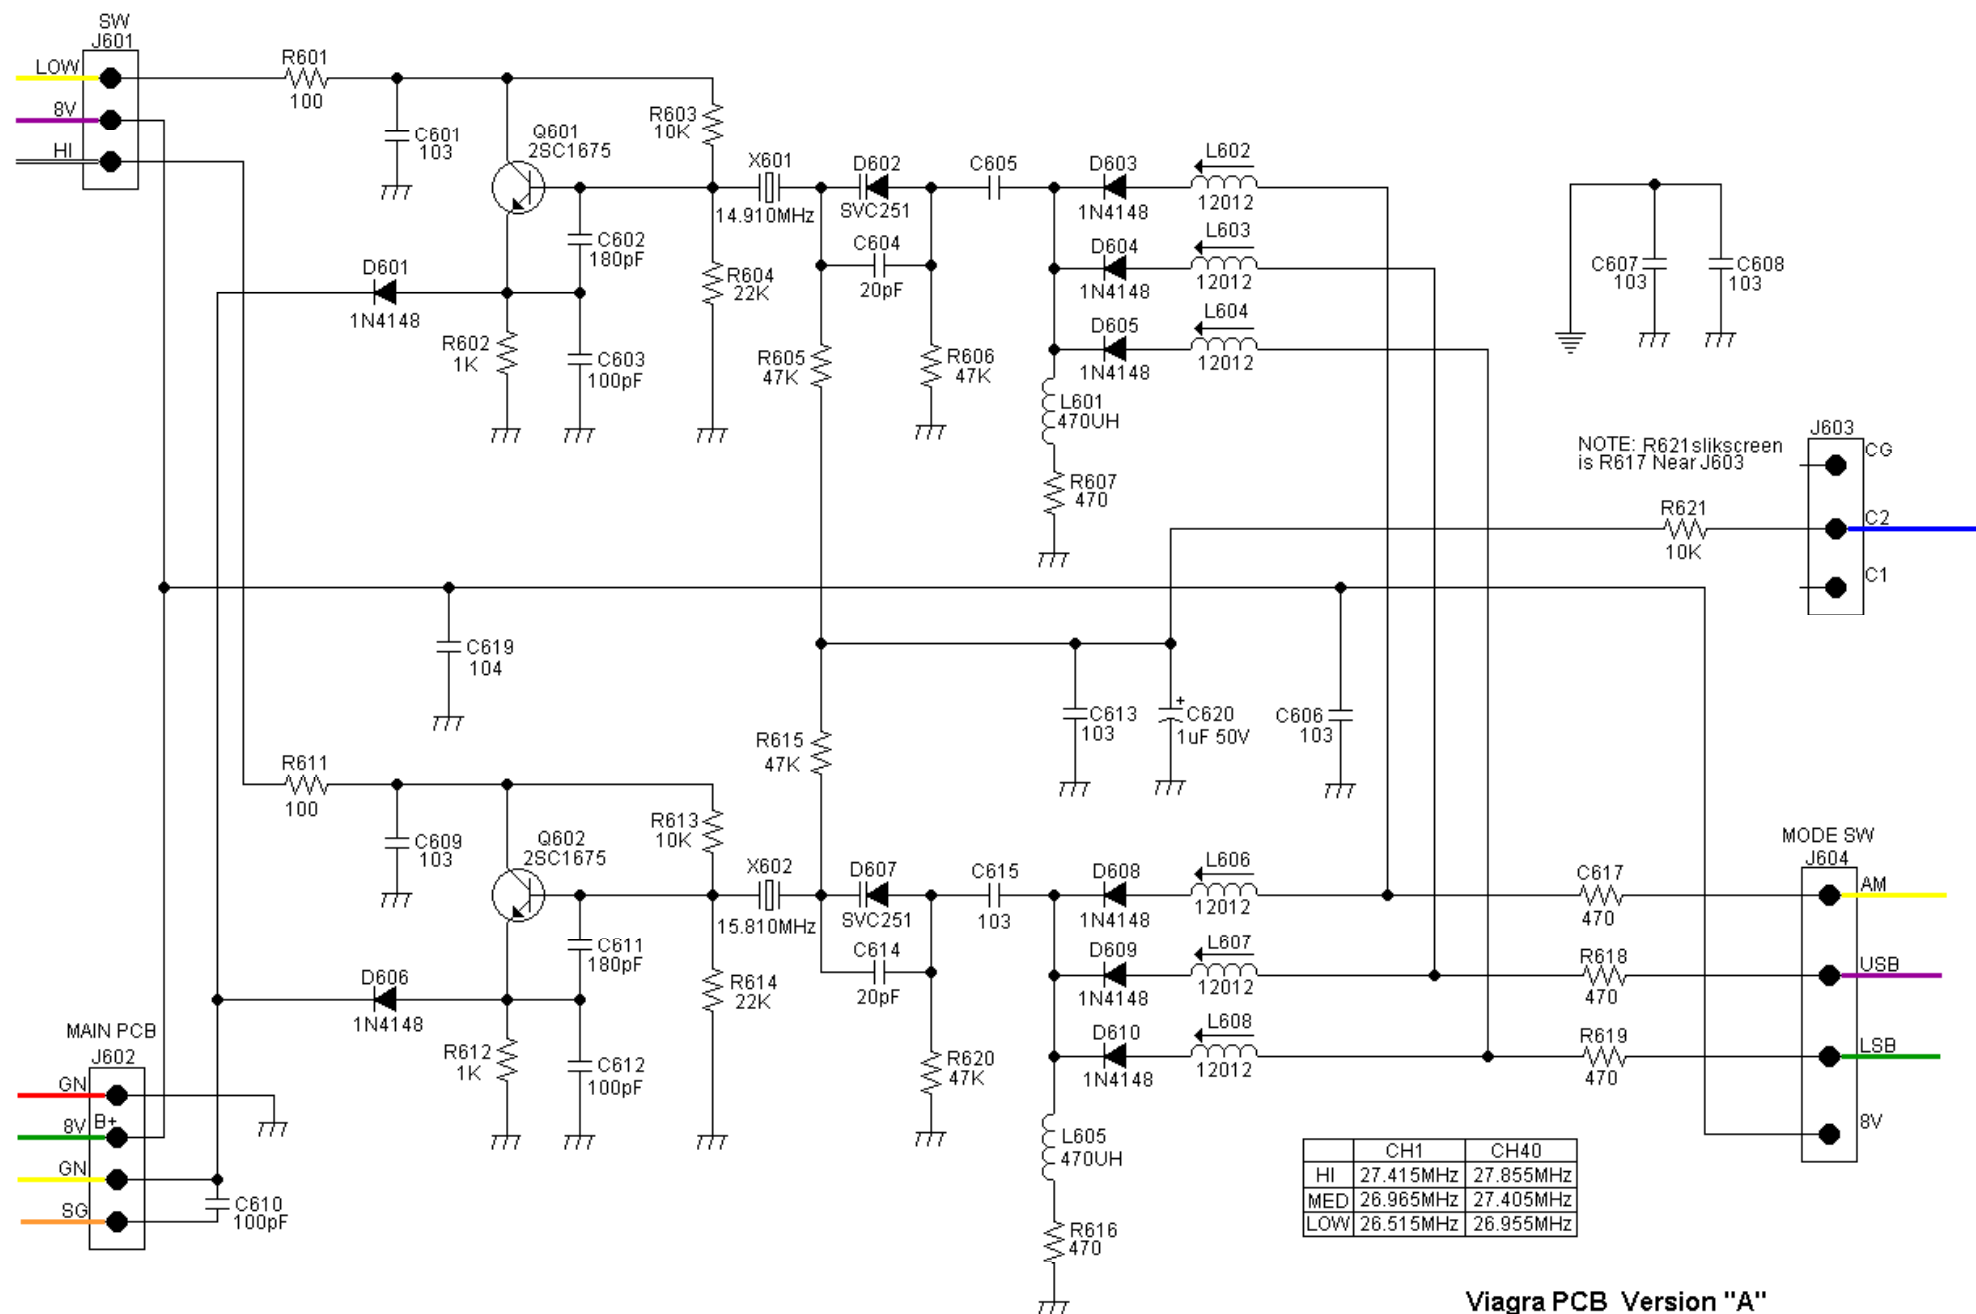 SW
J601
LOW
8V
HI
R601
100
C601
103
Q601
2SC1675
R603
10K
X601
14.910MHz
D602
SVC251
C605
D603
1N4148
L602
12012
C602
180pF
R604
22K
C604
20pF
D604
1N4148
L603
12012
C607
103
C608
103
D601
1N4148
R602
1K
C603
100pF
R605
47K
R606
47K
D605
1N4148
L604
12012
L601
470UH
R607
470
NOTE: R621slikscreen
is R617 Near J603
J603
CG
C2
C1
R621
10K
C619
104
R615
47K
C613
103
+
C620
1uF 50V
C606
103
R611
100
C609
103
Q602
2SC1675
R613
10K
X602
15.810MHz
D607
SVC251
C615
103
D608
1N4148
L606
12012
C617
470
MODE SW
J604
AM
USB
LSB
8V
C611
180pF
R614
22K
C614
20pF
D609
1N4148
L607
12012
R618
470
D606
1N4148
R612
1K
C612
100pF
R620
47K
D610
1N4148
L608
12012
R619
470
MAIN PCB
J602
GN
8V B+
GN
SG
C610
100pF
L605
470UH
R616
470
CH1 CH40
HI 27.415MHz 27.855MHz
MED 26.965MHz 27.405MHz
LOW 26.515MHz 26.955MHz
Viagra PCB Version "A"